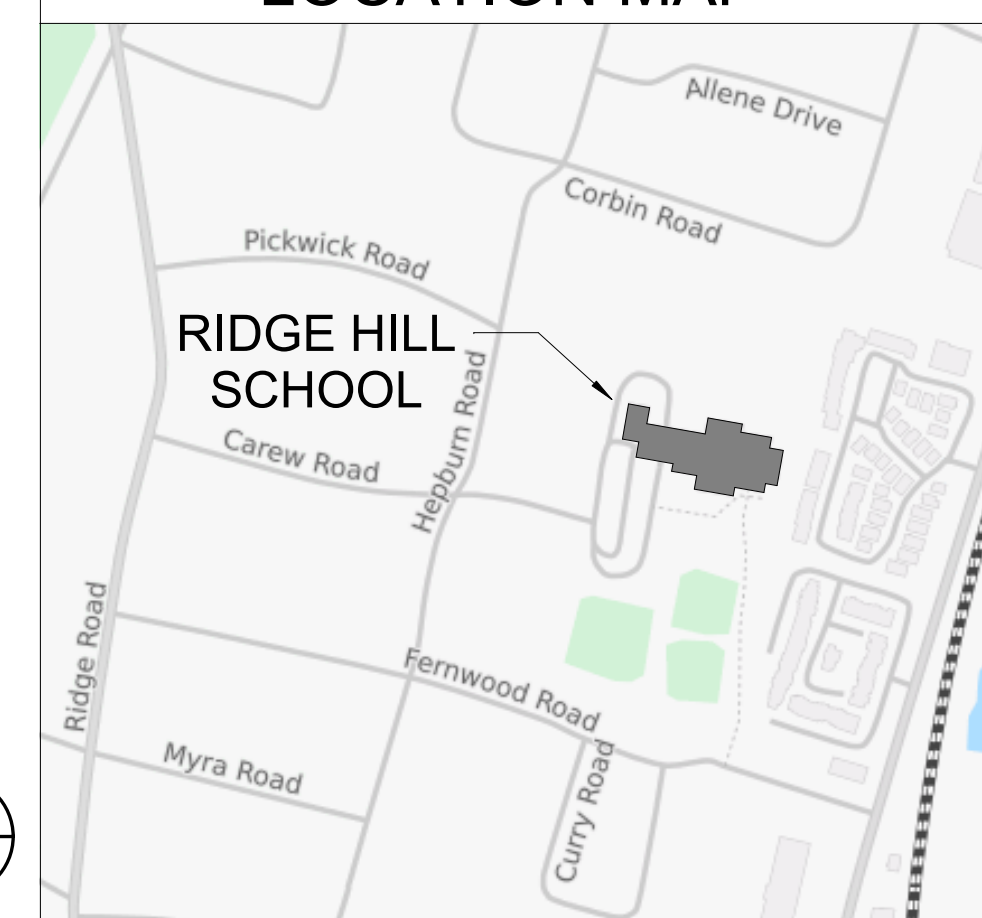 LOCATION MAP
Allene Drive
Corbin Road
Pickwick Road
RIDGE HILL
SCHOOL
Hepburn Road
Carew Road
Ridge Road
Fernwood Road
Myra Road
Curry Road